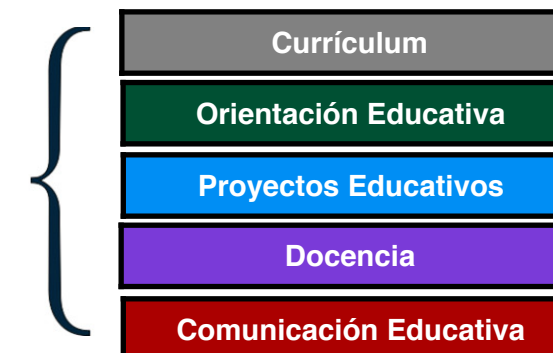 Currículum
Orientación Educativa
Proyectos Educativos
Docencia
Comunicación Educativa